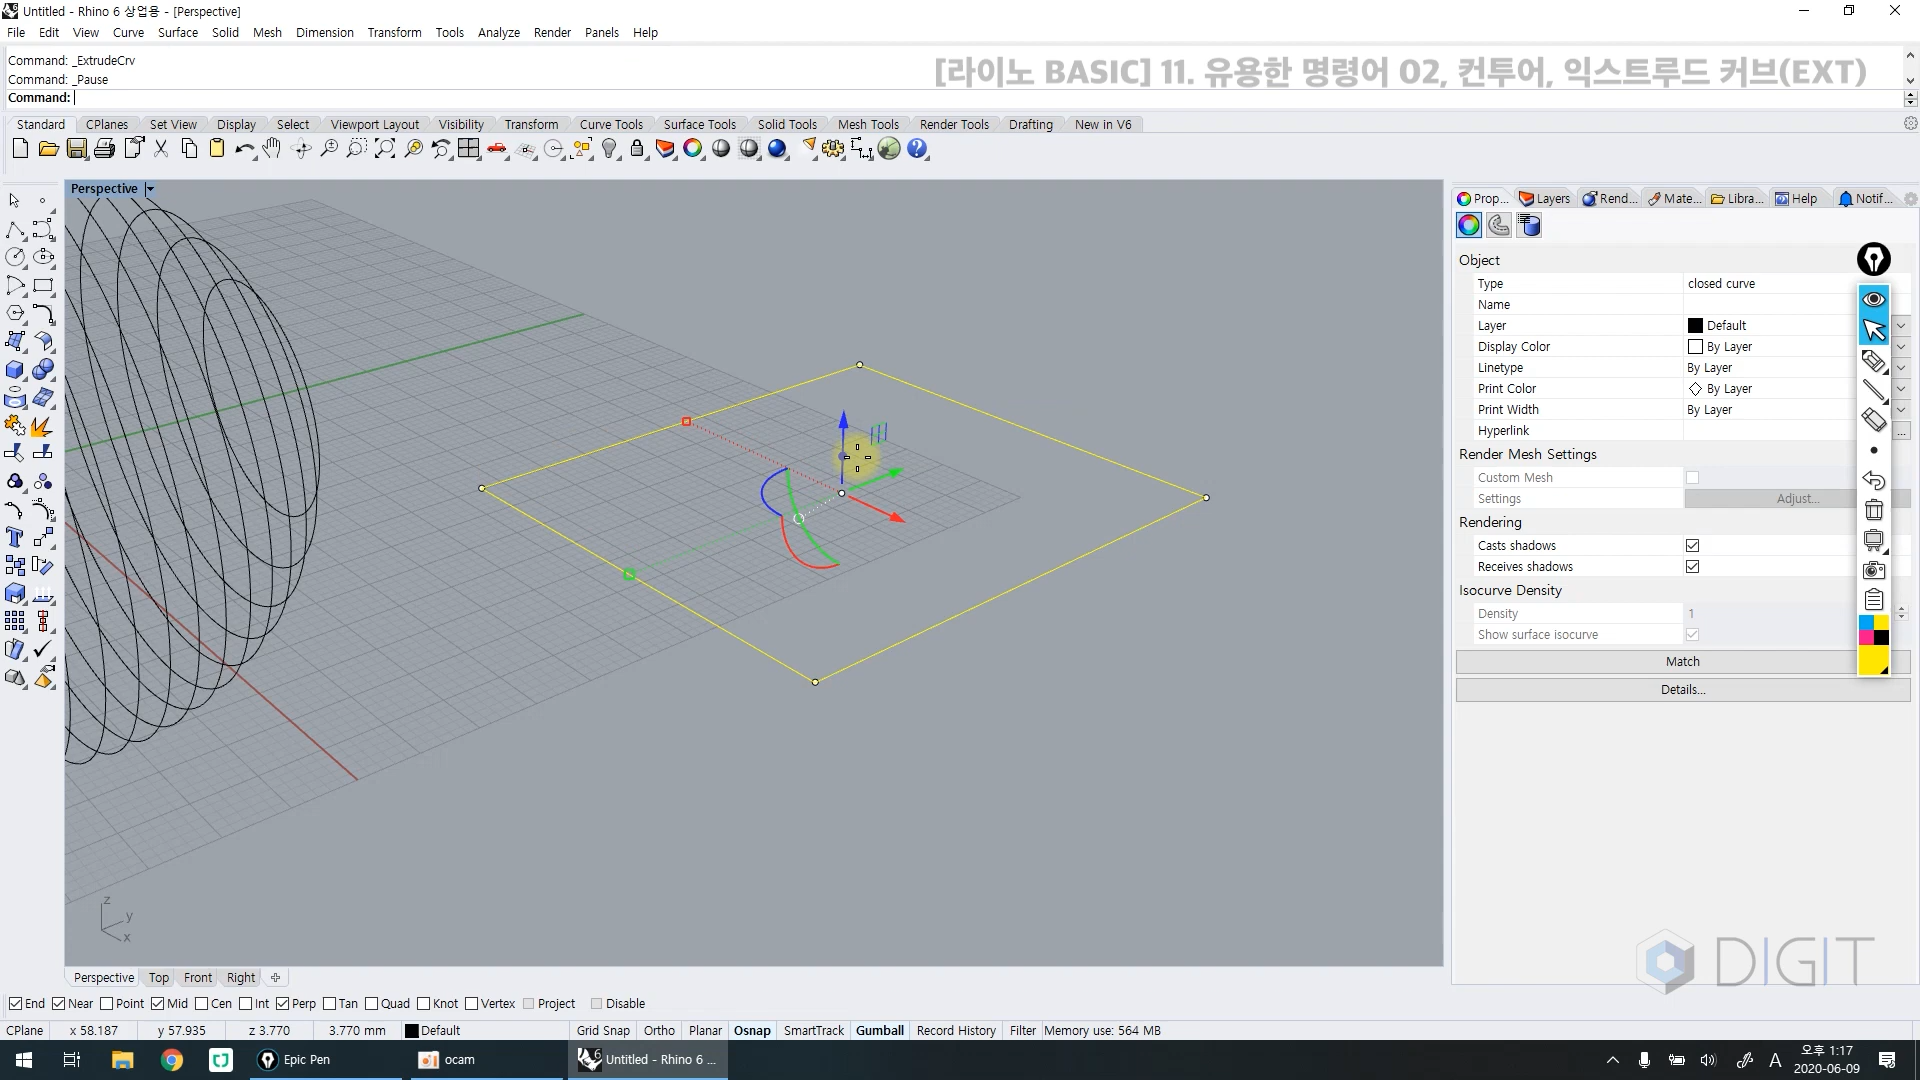 Untitled - Rhino 6 상업용 - [Perspective]
File Edit View Curve Surface Solid Mesh Dimension Transform Tools Analyze Render Panels Help
Command: _ExtrudeCrv
Command: _Pause
Command:
[라이노 BASIC] 11. 유용한 명령어 02, 컨투어, 익스트루드 커브(EXT)
Standard CPlanes Set View Display Select Viewport Layout Visibility Transform Curve Tools Surface Tools Solid Tools Mesh Tools Render Tools Drafting New in V6
Perspective
Prop... Layers Rend... Mate... Libra... Help Notif...
Object
Type closed curve
Name
Layer Default
Display Color By Layer
Linetype By Layer
Print Color By Layer
Print Width By Layer
Hyperlink ...
Render Mesh Settings
Custom Mesh
Settings Adjust...
Rendering
Casts shadows
Receives shadows
Isocurve Density
Density 1
Show surface isocurve
Match
Details...
z
y
x
DIGIT
Perspective Top Front Right
End Near Point Mid Cen Int Perp Tan Quad Knot Vertex Project Disable
CPlane x 58.187 y 57.935 z 3.770 3.770 mm Default Grid Snap Ortho Planar Osnap SmartTrack Gumball Record History Filter Memory use: 564 MB
Epic Pen ocam Untitled - Rhino 6 ... A 오후 1:17
2020-06-09